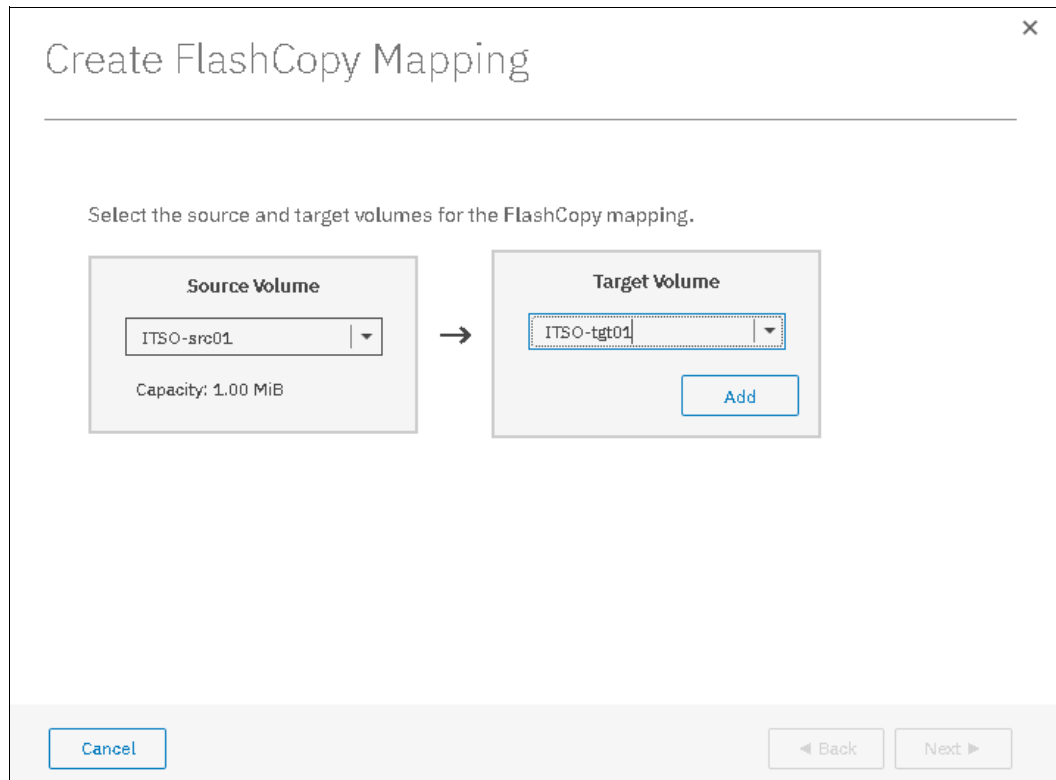 Create FlashCopy Mapping
Select the source and target volumes for the FlashCopy mapping.
Source Volume
ITSO-src01
Capacity: 1.00 MiB
Target Volume
ITSO-tgt01
Add
Cancel
Back
Next